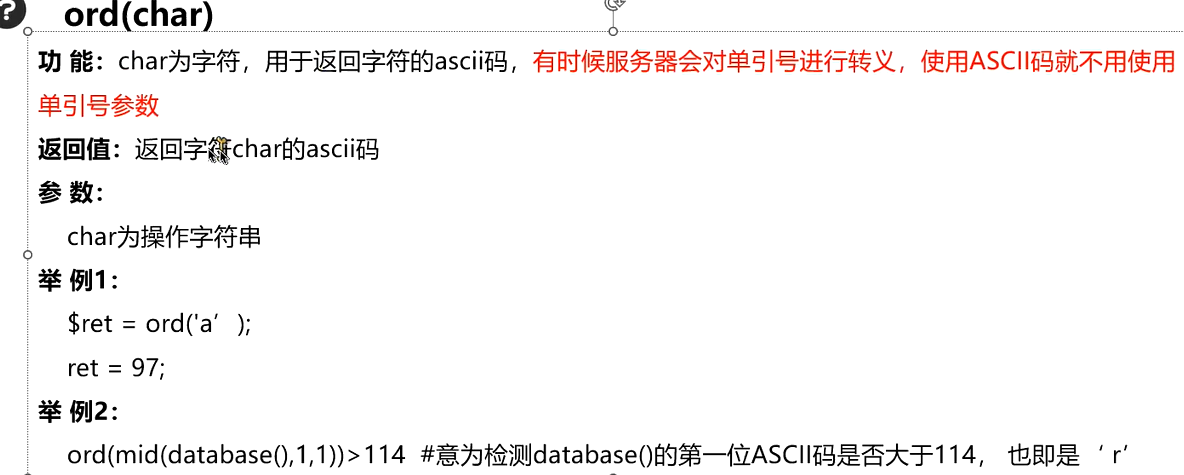 ?
ord(char)
功 能：char为字符，用于返回字符的ascii码，有时候服务器会对单引号进行转义，使用ASCII码就不用使用
单引号参数
返回值：返回字符char的ascii码
参 数：
char为操作字符串
举 例1：
$ret = ord('a’);
ret = 97;
举 例2：
ord(mid(database(),1,1))>114 #意为检测database()的第一位ASCII码是否大于114， 也即是‘r’